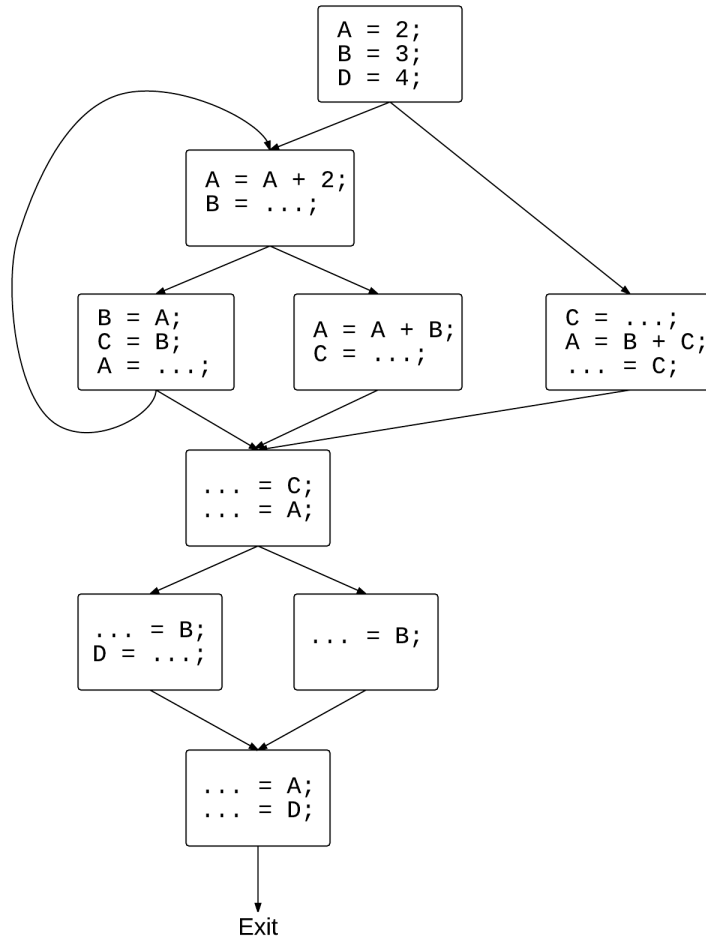 A = 2;
B = 3;
D = 4;
A = A + 2;
B = ...;
B = A;
C = B;
A = ...;
A = A + B;
C = ...;
C = ...;
A = B + C;
... = C;
... = C;
... = A;
... = B;
D = ...;
... = B;
... = A;
... = D;
Exit